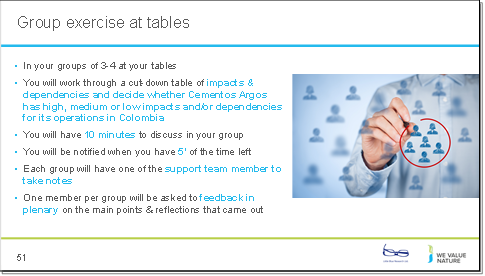 Group exercise at tables
• In your groups of 3-4 at your tables
• You will work through a cut-down table of impacts &
dependencies and decide whether Cementos Argos
has high, medium or low impacts and/or dependencies
for its operations in Colombia
• You will have 10 minutes to discuss in your group
• You will be notified when you have 5' of the time left
• Each group will have one of the support team member to
take notes
• One member per group will be asked to feedback in
plenary on the main points & reflections that came out
51
WE VALUE
NATURE